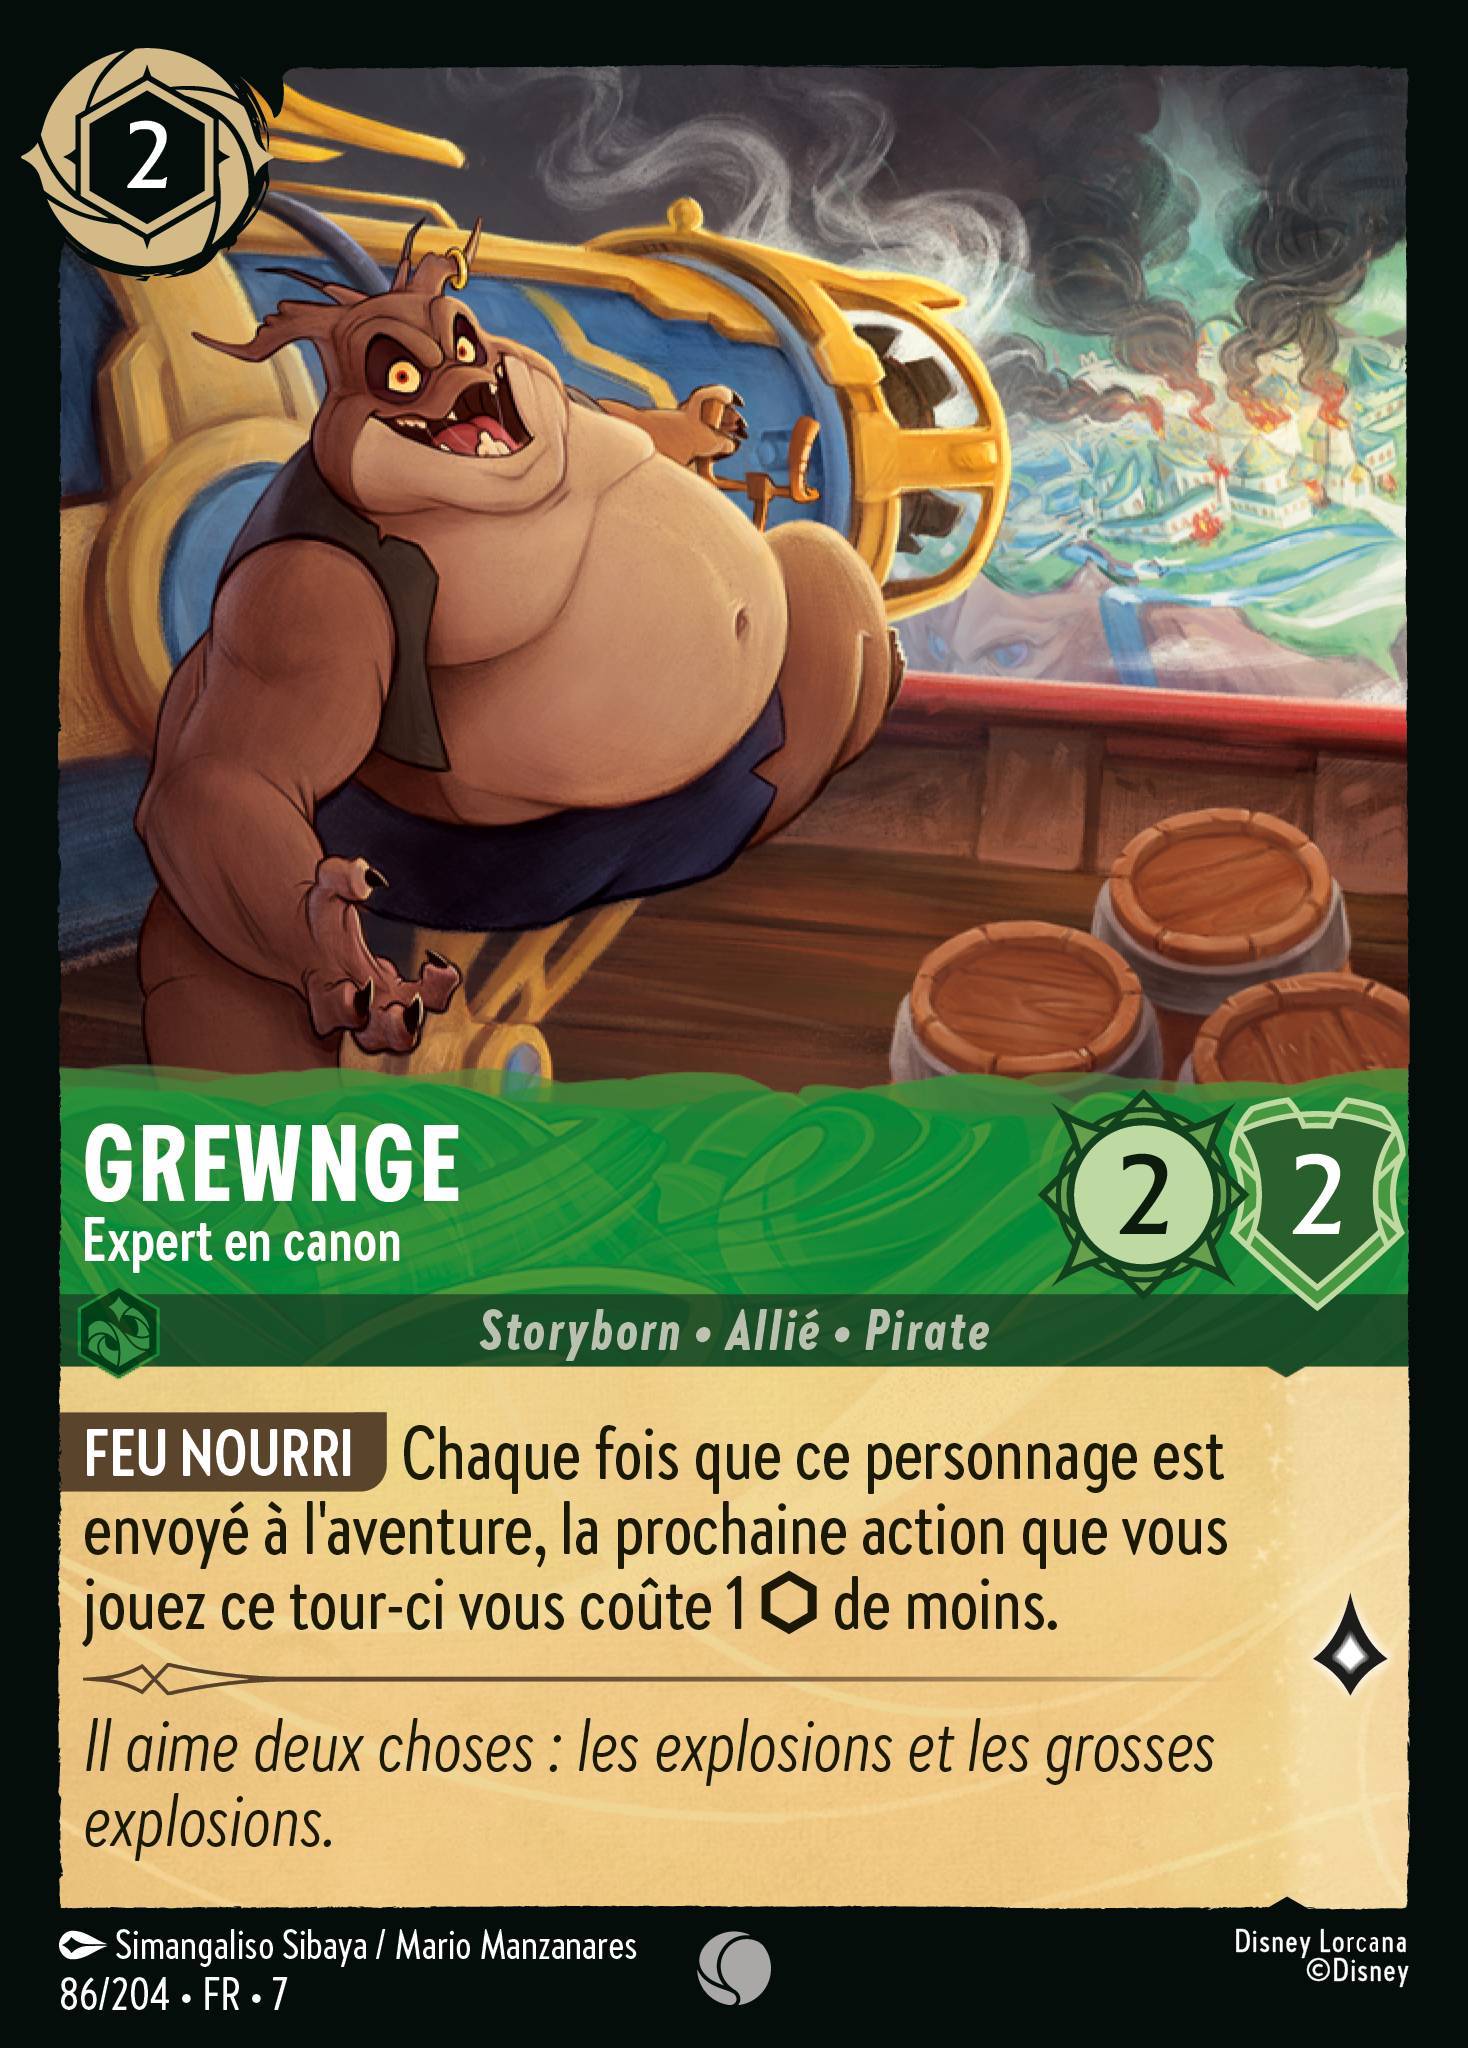 2
GREWNGE
Expert en canon
2 2
Storyborn • Allié • Pirate
FEU NOURRI Chaque fois que ce personnage est
envoyé à l'aventure, la prochaine action que vous
jouez ce tour-ci vous coûte 1 ⬡ de moins.
Il aime deux choses : les explosions et les grosses
explosions.
Simangaliso Sibaya / Mario Manzanares
86/204 • FR • 7
Disney Lorcana
©Disney